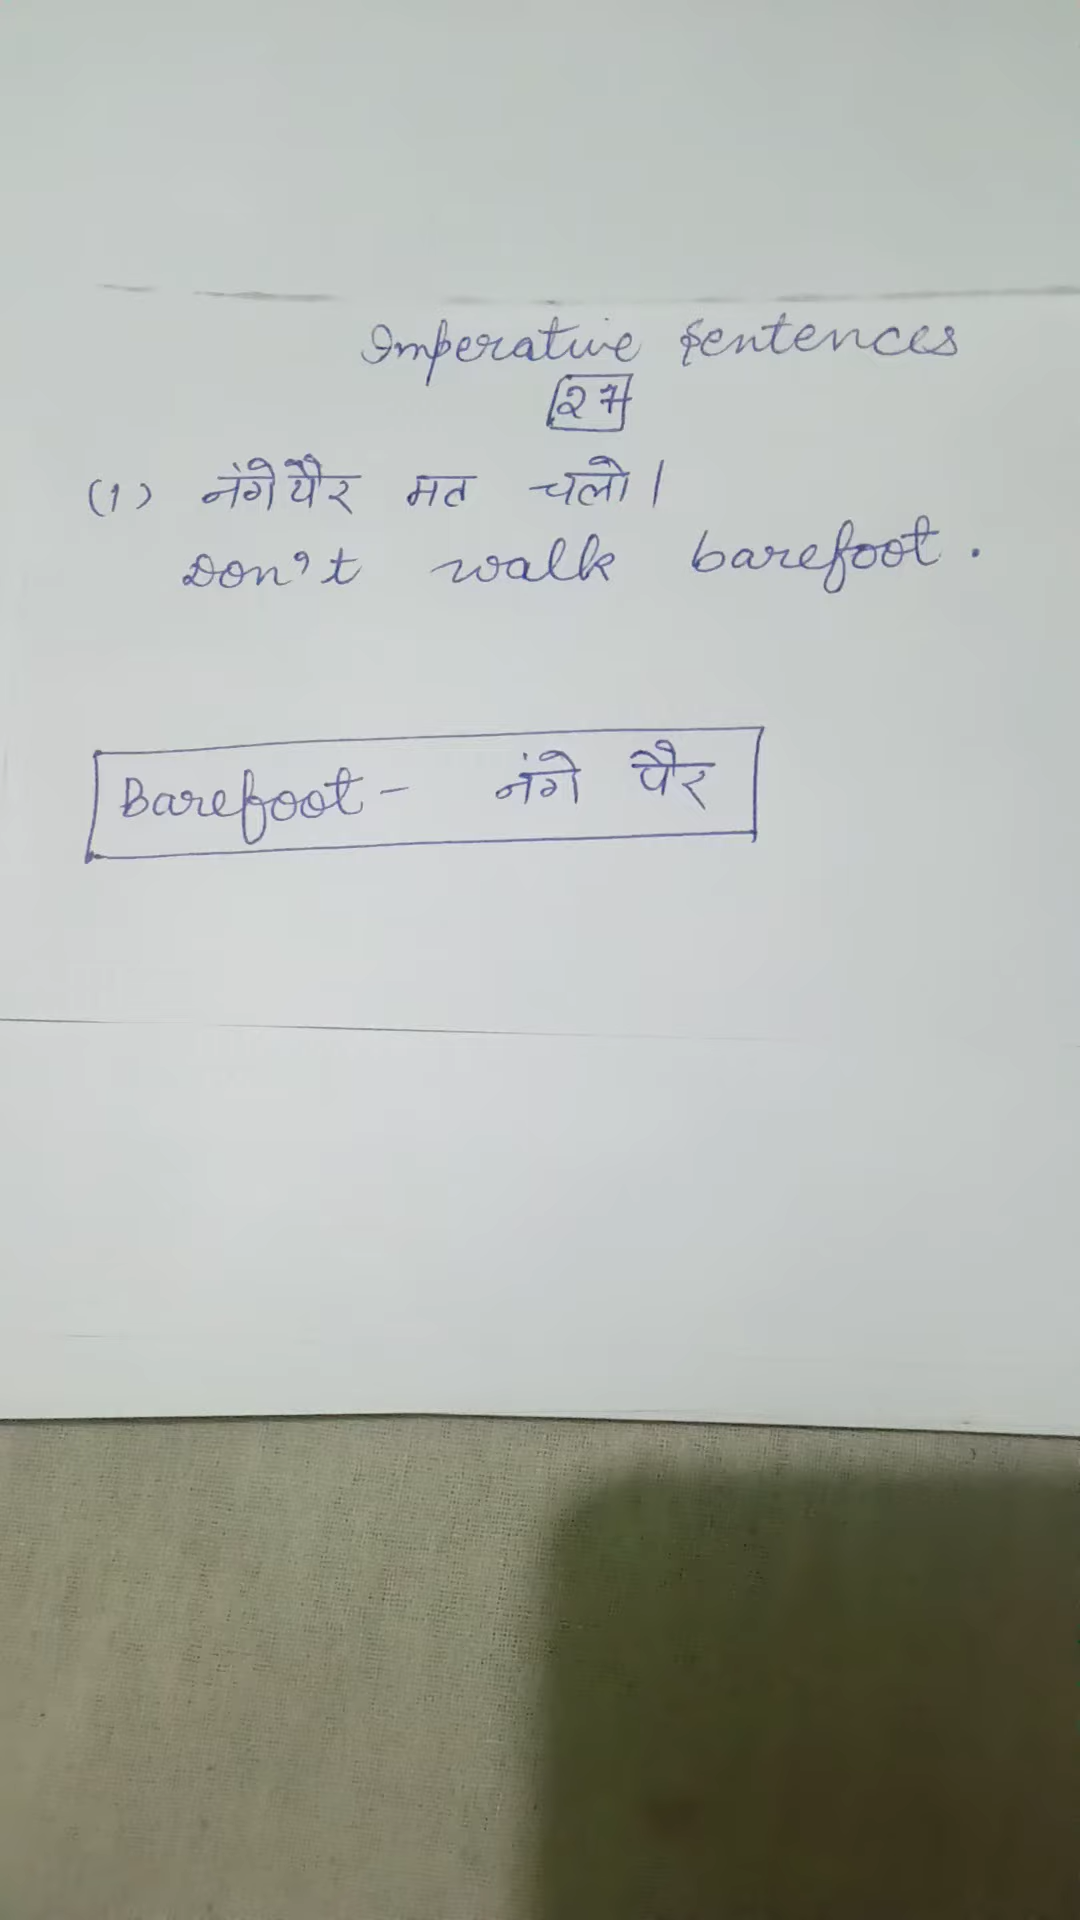 Imperative Sentences
27
(1) नंगे पैर मत चलो।
Don't walk barefoot.
Barefoot - नंगे पैर